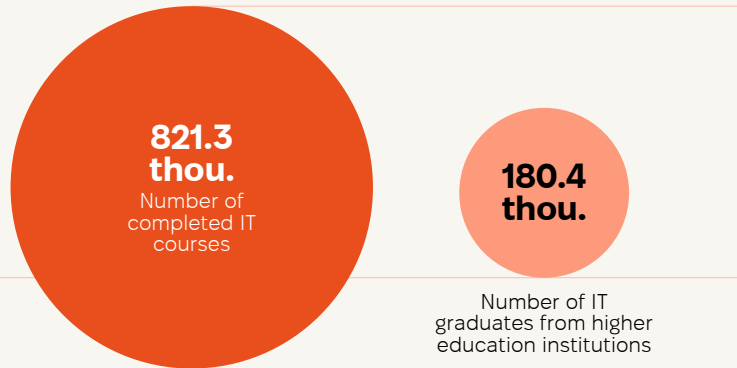 821.3
thou.
Number of
completed IT
courses
180.4
thou.
Number of IT
graduates from higher
education institutions